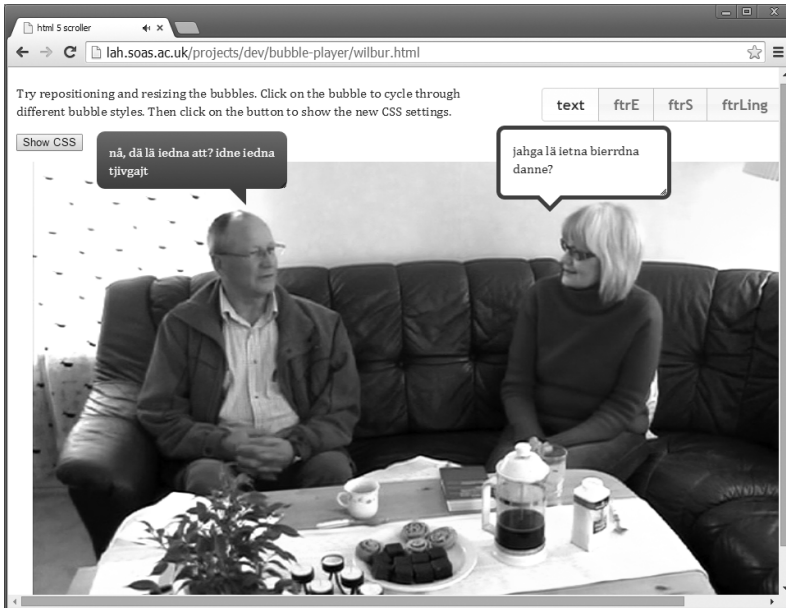 html 5 scroller
lah.soas.ac.uk/projects/dev/bubble-player/wilbur.html
Try repositioning and resizing the bubbles. Click on the bubble to cycle through
different bubble styles. Then click on the button to show the new CSS settings.
text ftrE ftrS ftrLing
Show CSS
nå, dä lä iedna att? idne iedna
tjivgajt
jahga lä ietna bierrdna
danne?